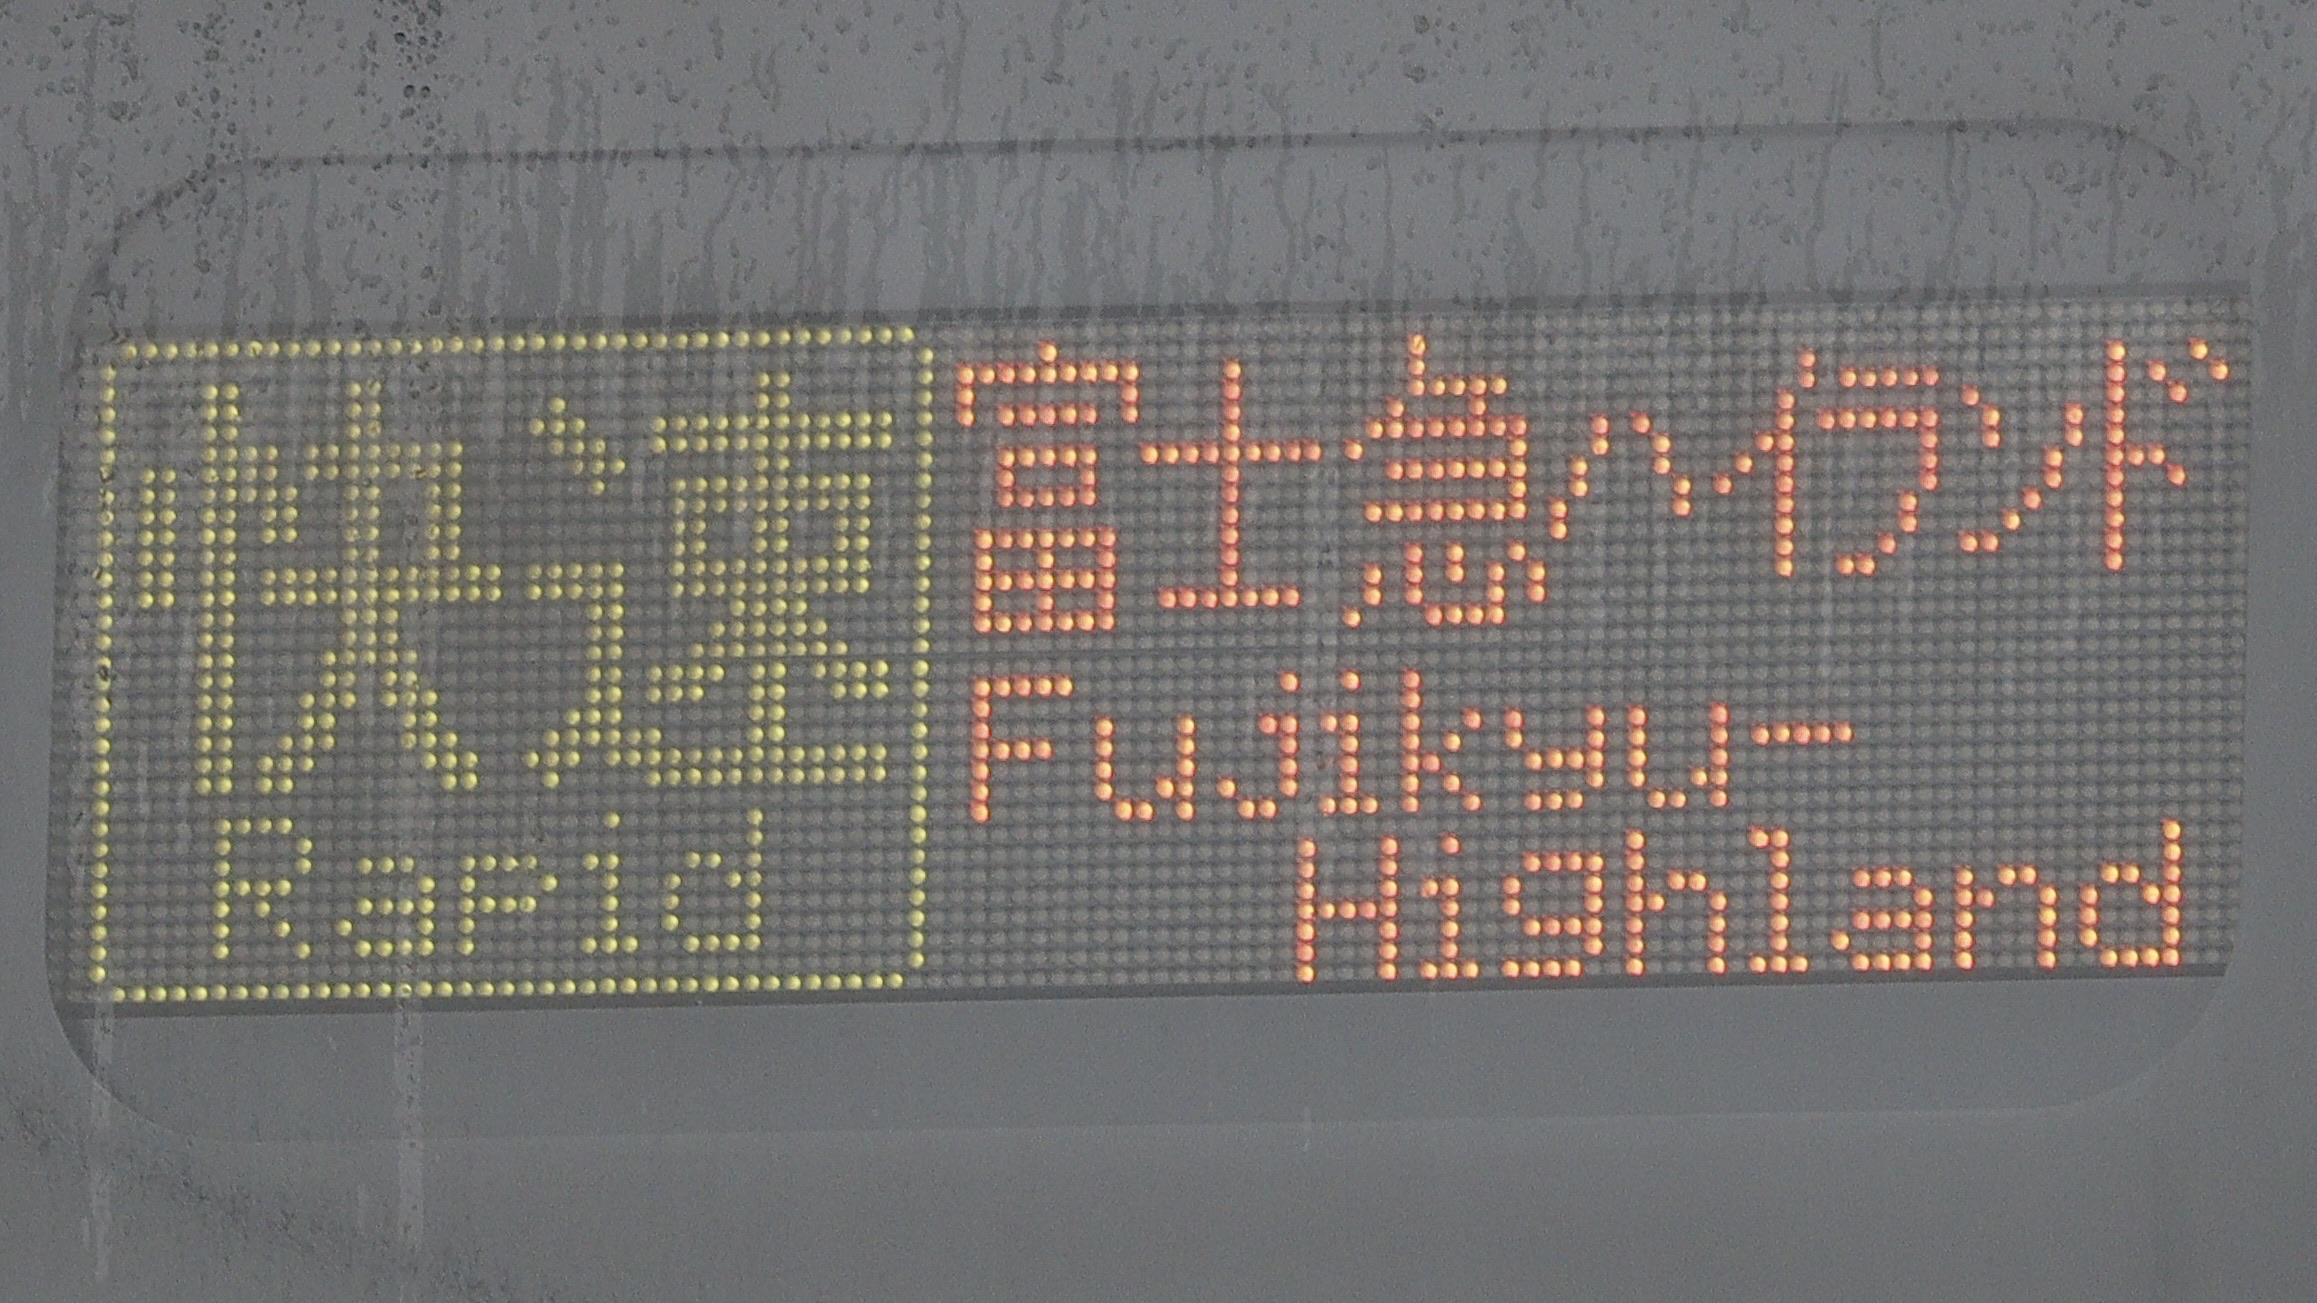 快速
Rapid
富士急ハイランド
Fujikyu-
Highland